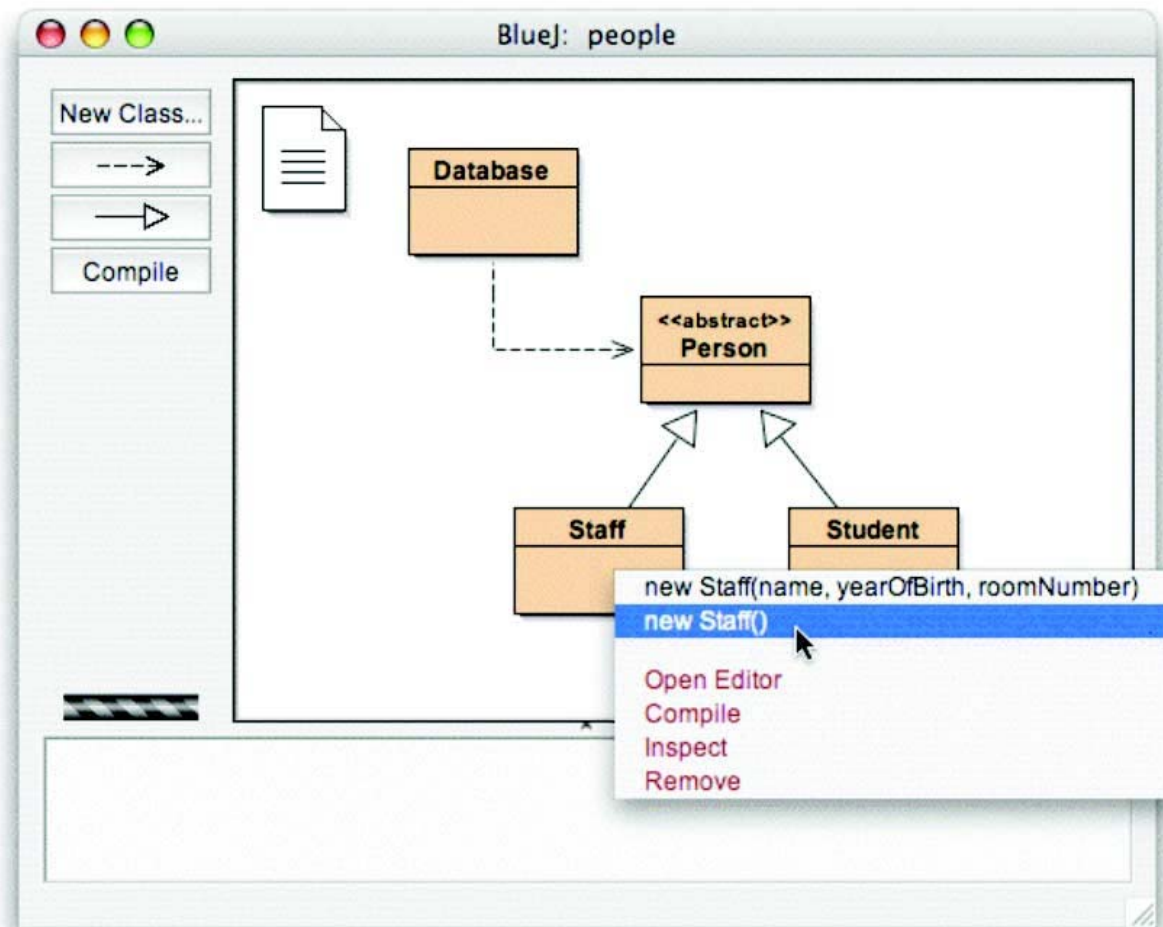 BlueJ: people
New Class...
Compile
Database
<<abstract>>
Person
Staff
Student
new Staff(name, yearOfBirth, roomNumber)
new Staff()
Open Editor
Compile
Inspect
Remove